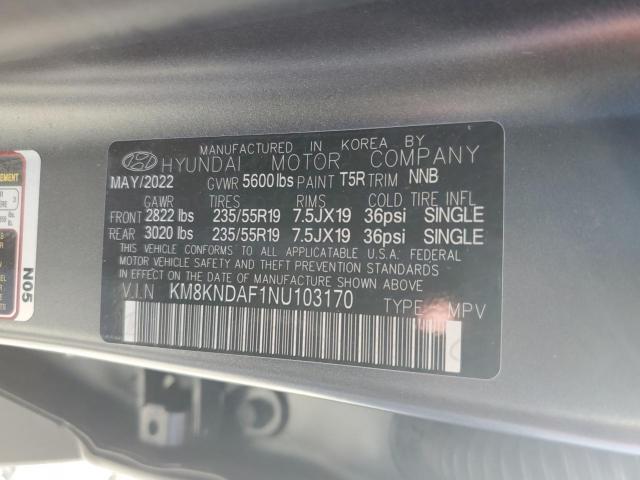 MANUFACTURED IN KOREA BY
HYUNDAI MOTOR COMPANY
MAY/2022 GVWR 5600lbs PAINT T5R TRIM NNB
GAWR TIRES RIMS COLD TIRE INFL
FRONT 2822 lbs 235/55R19 7.5JX19 36psi SINGLE
REAR 3020 lbs 235/55R19 7.5JX19 36psi SINGLE
THIS VEHICLE CONFORMS TO ALL APPLICABLE U.S.A. FEDERAL
MOTOR VEHICLE SAFETY AND THEFT PREVENTION STANDARDS
IN EFFECT ON THE DATE OF MANUFACTURE SHOWN ABOVE.
V.I.N KM8KNDAF1NU103170 TYPE MPV
N05